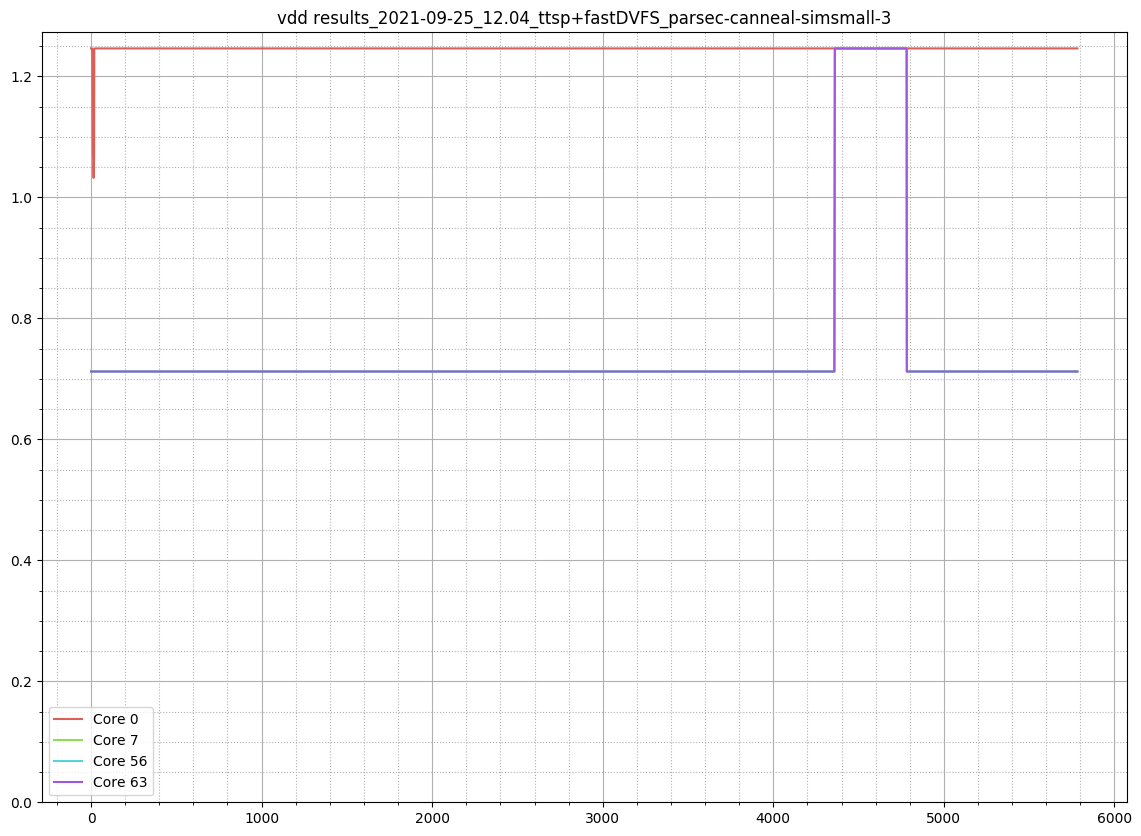 vdd results_2021-09-25_12.04_ttsp+fastDVFS_parsec-canneal-simsmall-3
1.2
1.0
0.8
0.6
0.4
0.2
0.0
Core 0
Core 7
Core 56
Core 63
0 1000 2000 3000 4000 5000 6000